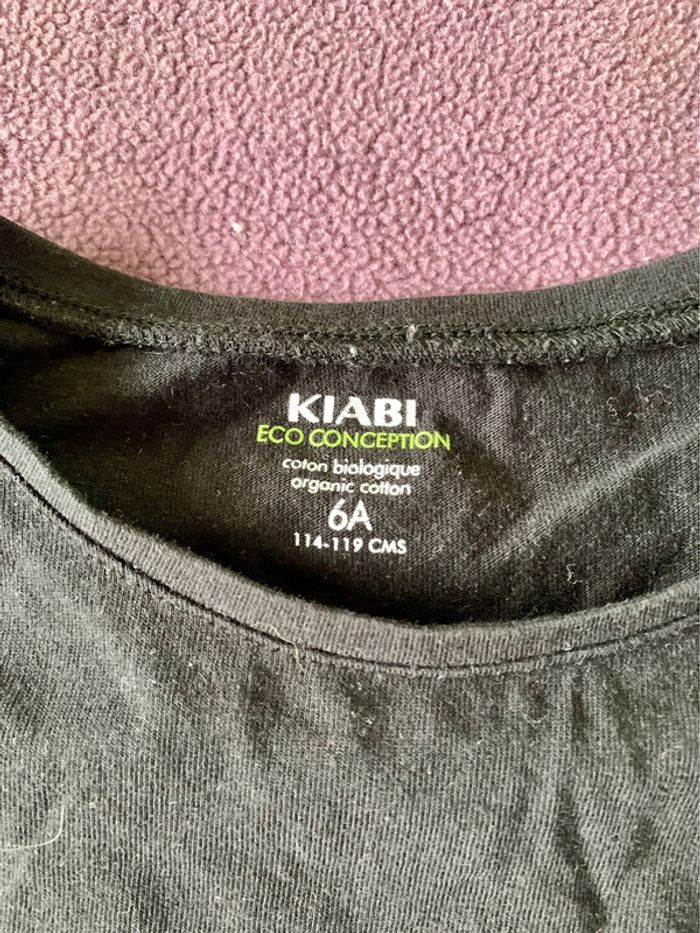 KIABI
ECO CONCEPTION
coton biologique
organic cotton
6A
114-119 CMS